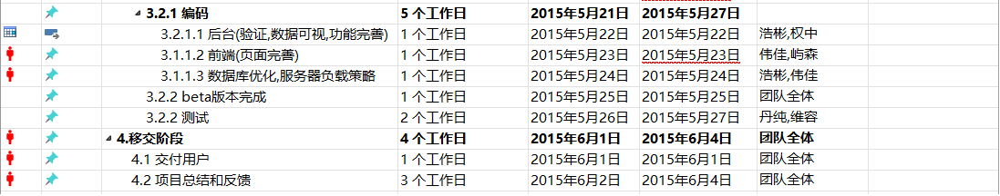 3.2.1 编码 5 个工作日 2015年5月21日 2015年5月27日
3.2.1.1 后台(验证,数据可视,功能完善) 1 个工作日 2015年5月22日 2015年5月22日 浩彬,权中
3.1.1.2 前端(页面完善) 1 个工作日 2015年5月23日 2015年5月23日 伟佳,屿森
3.1.1.3 数据库优化,服务器负载策略 1 个工作日 2015年5月24日 2015年5月24日 浩彬,伟佳
3.2.2 beta版本完成 1 个工作日 2015年5月25日 2015年5月25日 团队全体
3.2.2 测试 2 个工作日 2015年5月26日 2015年5月27日 丹纯,维容
4.移交阶段 4 个工作日 2015年6月1日 2015年6月4日 团队全体
4.1 交付用户 1 个工作日 2015年6月1日 2015年6月1日 团队全体
4.2 项目总结和反馈 3 个工作日 2015年6月2日 2015年6月4日 团队全体